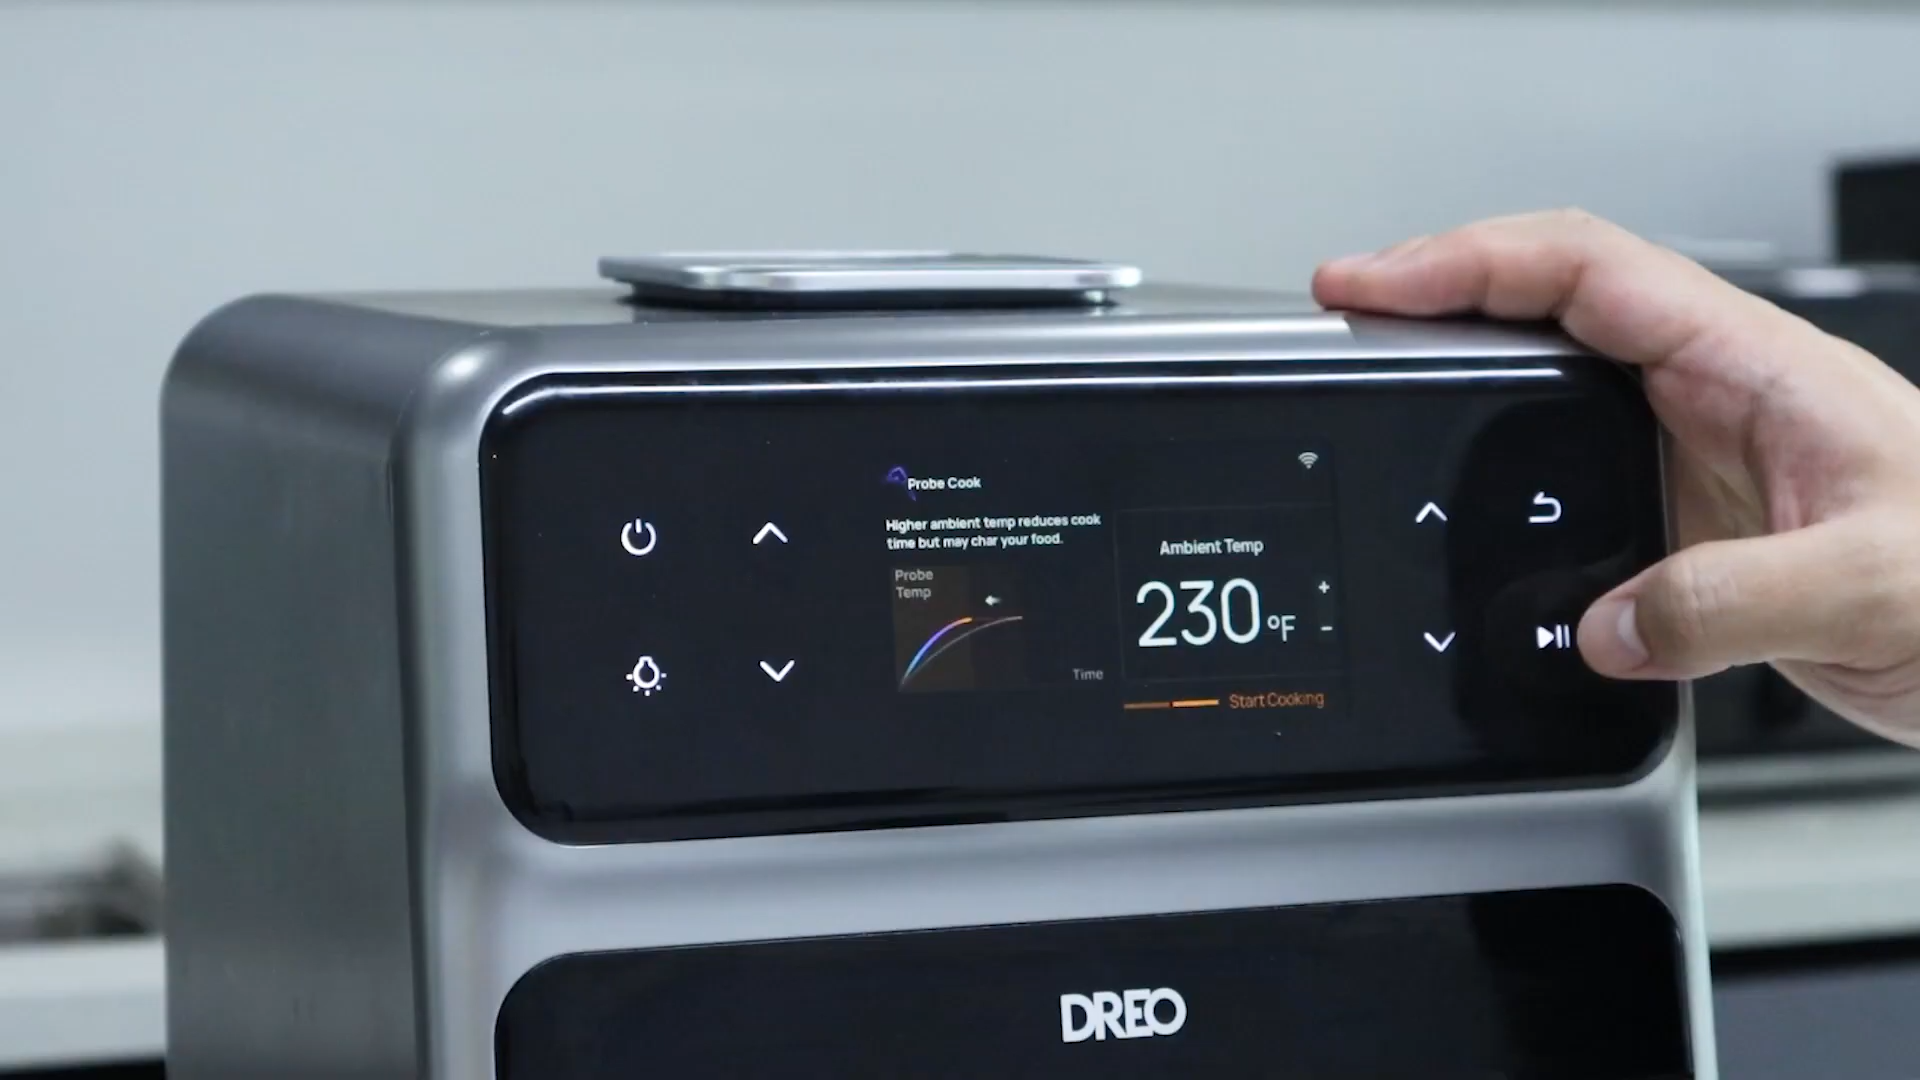 Probe Cook
Higher ambient temp reduces cook
time but may char your food.
Probe
Temp
Time
Ambient Temp
230°F
+
-
Start Cooking
DREO